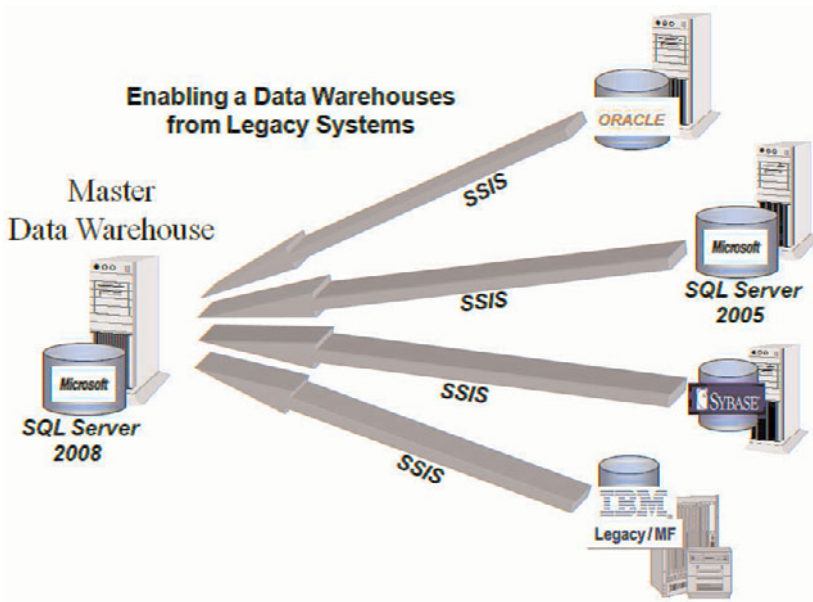 Enabling a Data Warehouses
from Legacy Systems
Master
Data Warehouse
Microsoft
SQL Server
2008
SSIS
SSIS
SSIS
SSIS
ORACLE
Microsoft
SQL Server
2005
SYBASE
IBM
Legacy / MF